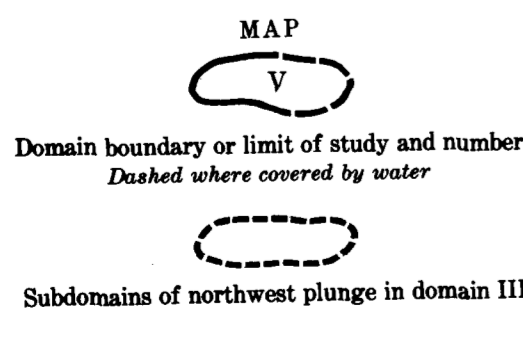 MAP
V
Domain boundary or limit of study and number
Dashed where covered by water
Subdomains of northwest plunge in domain III